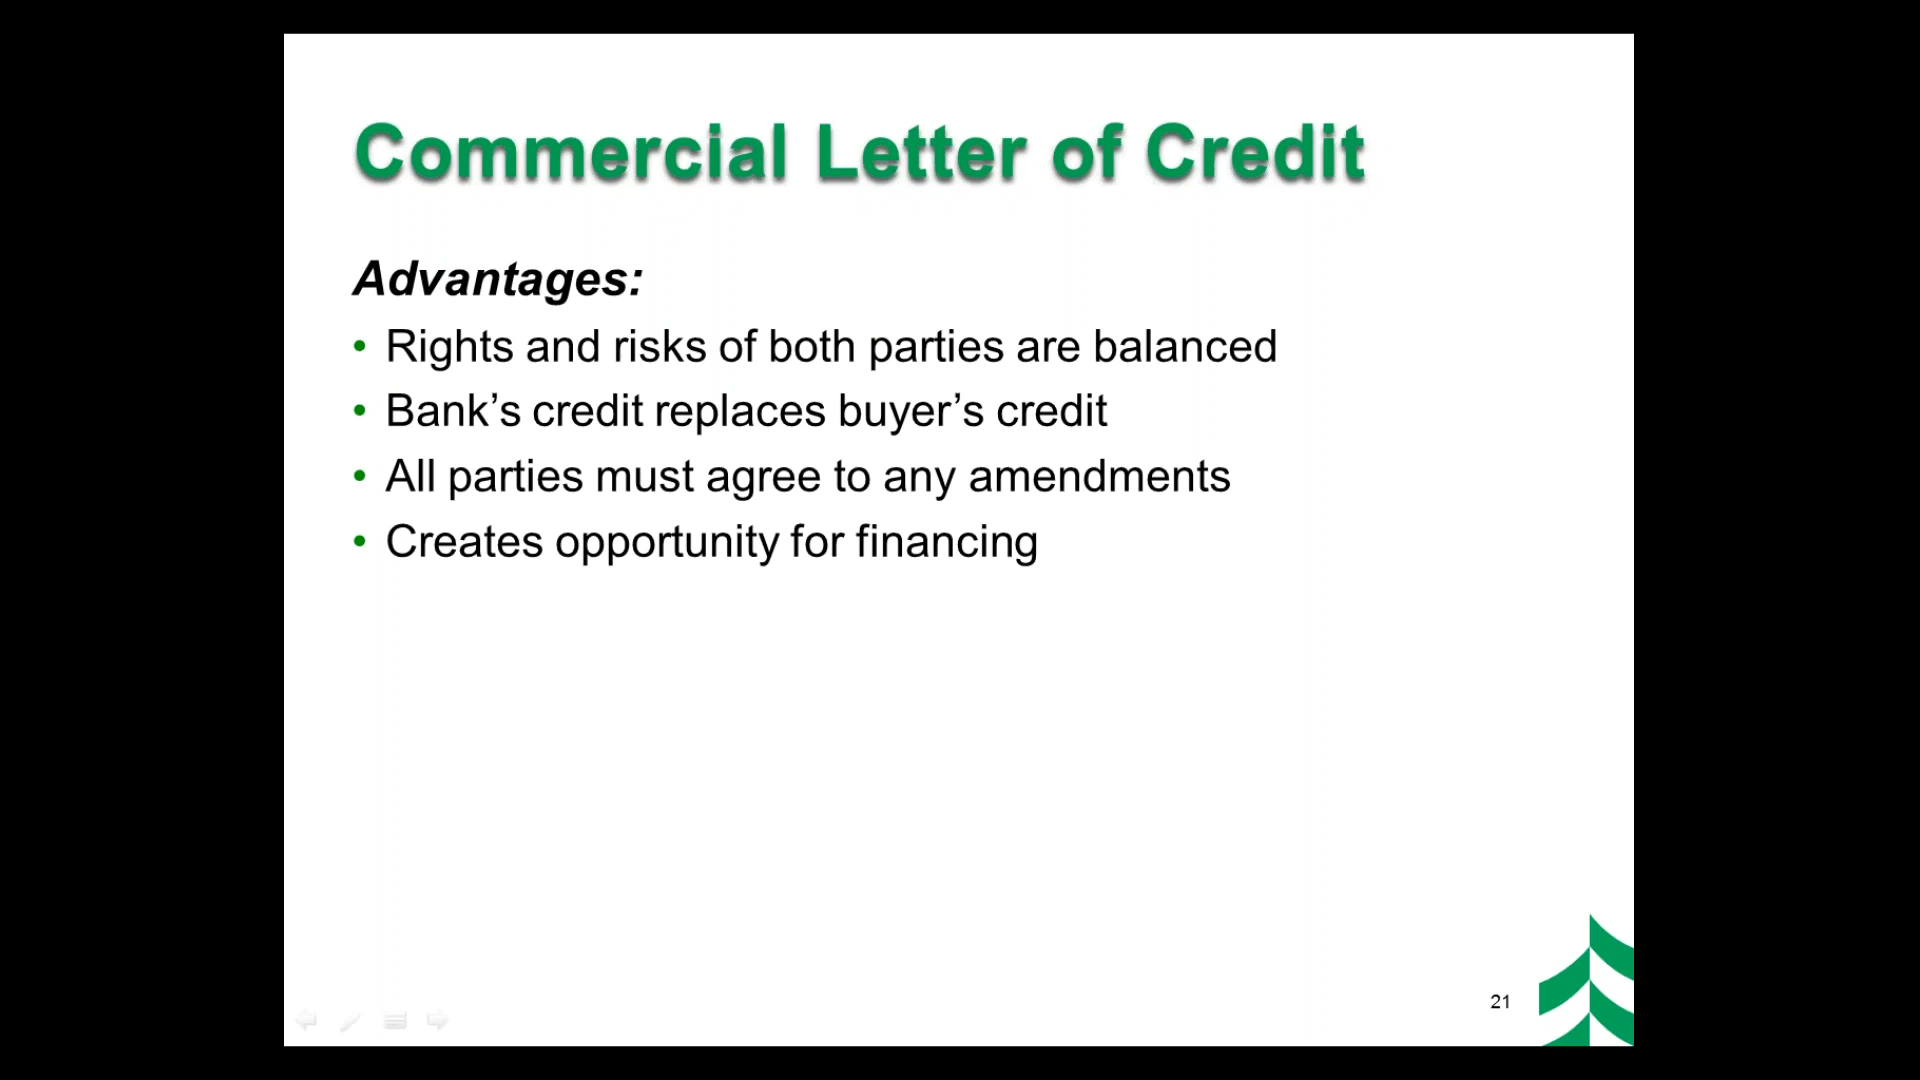 Commercial Letter of Credit
Advantages:
• Rights and risks of both parties are balanced
• Bank’s credit replaces buyer’s credit
• All parties must agree to any amendments
• Creates opportunity for financing
21